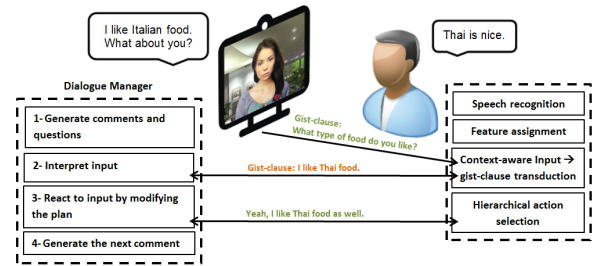 I like Italian food.
What about you?
Thai is nice.
Dialogue Manager
1- Generate comments and
questions
2- Interpret input
3- React to input by modifying
the plan
4- Generate the next comment
Gist-clause:
What type of food do you like?
Gist-clause: I like Thai food.
Yeah, I like Thai food as well.
Speech recognition
Feature assignment
Context-aware Input →
gist-clause transduction
Hierarchical action
selection